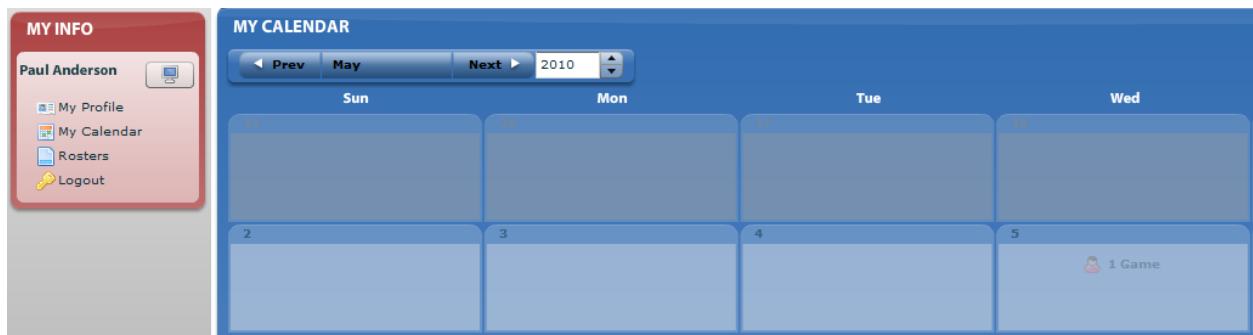 MY INFO
Paul Anderson
My Profile
My Calendar
Rosters
Logout
MY CALENDAR
Prev May Next 2010
Sun Mon Tue Wed
2 3 4 5
1 Game